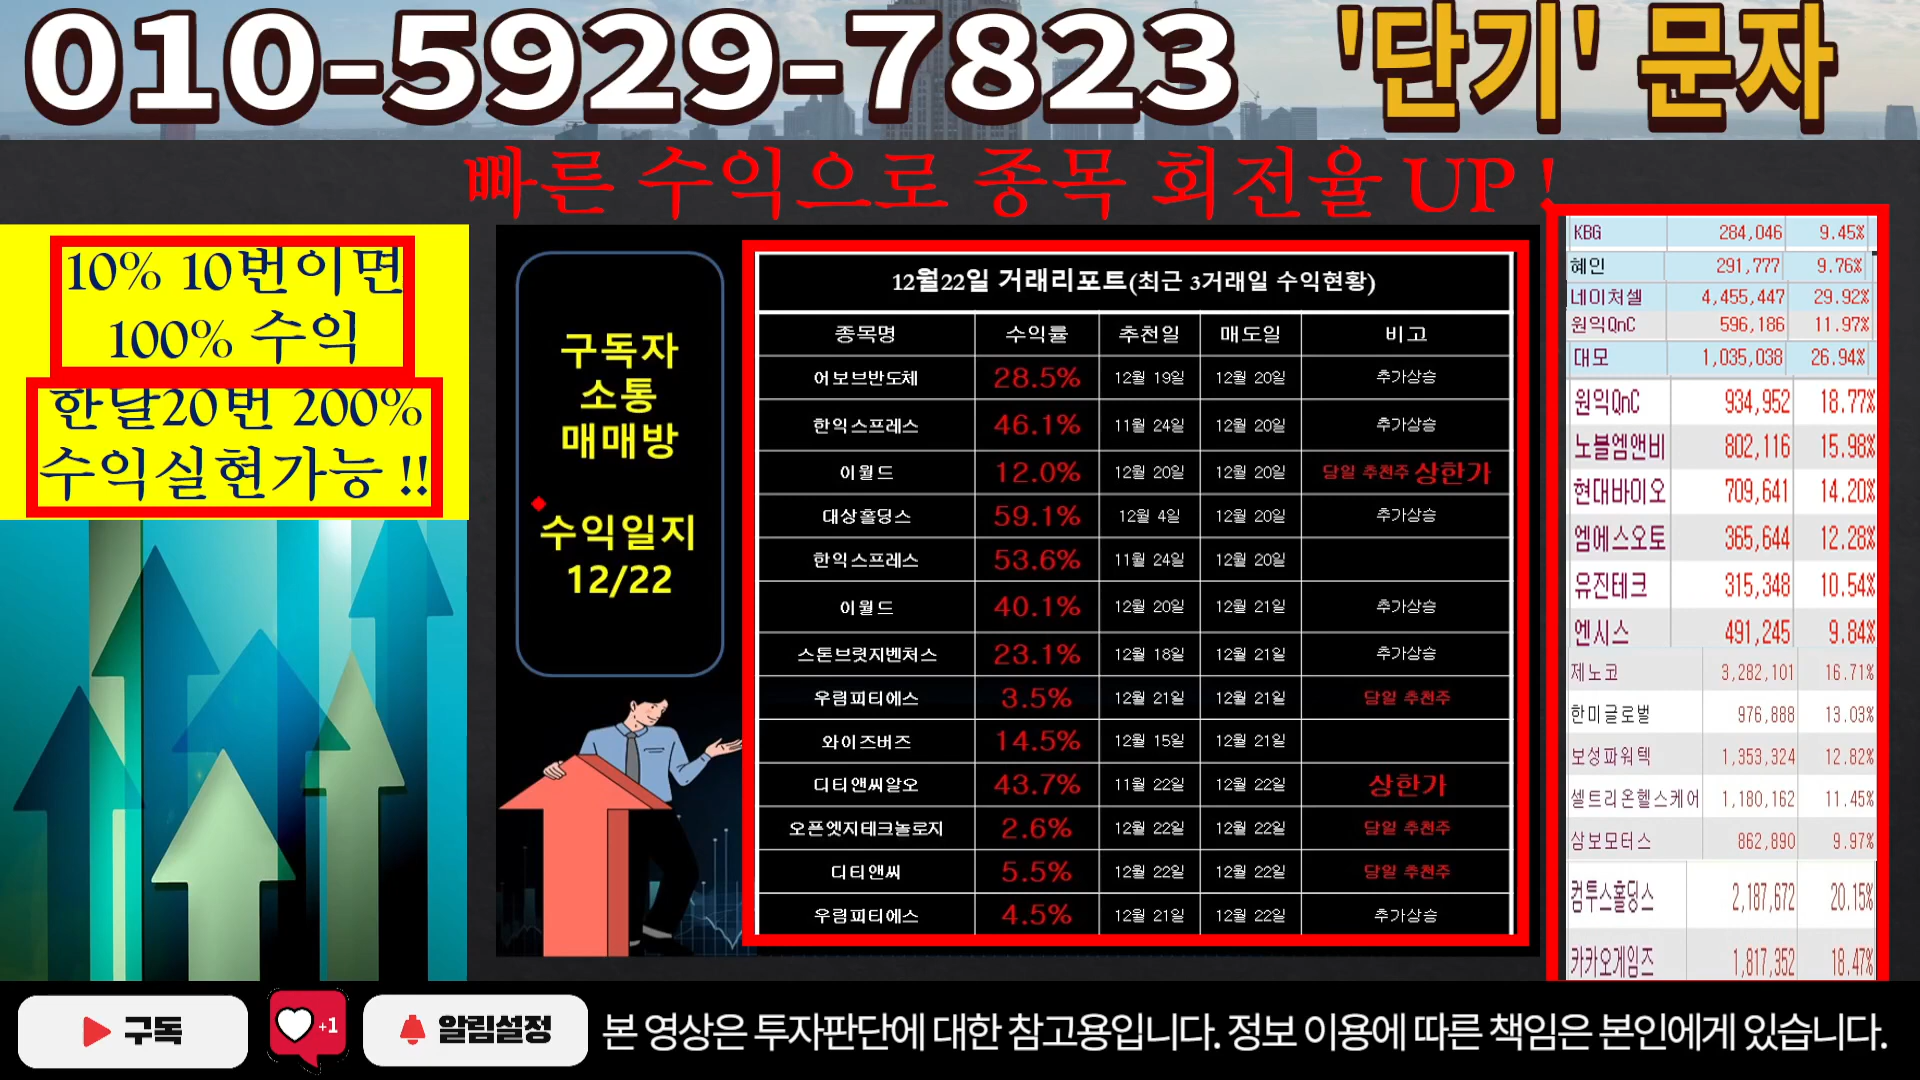 010-5929-7823 '단기' 문자
빠른 수익으로 종목 회전율 UP !
10% 10번이면
100% 수익
한달20번 200%
수익실현가능 !!
구독자
소통
매매방
수익일지
12/22
12월22일 거래리포트(최근 3거래일 수익현황)
종목명 수익률 추천일 매도일 비고
어보브반도체 28.5% 12월 19일 12월 20일 추가상승
한익스프레스 46.1% 11월 24일 12월 20일 추가상승
이월드 12.0% 12월 20일 12월 20일 당일 추천주 상한가
대상홀딩스 59.1% 12월 4일 12월 20일 추가상승
한익스프레스 53.6% 11월 24일 12월 20일
이월드 40.1% 12월 20일 12월 21일 추가상승
스톤브릿지벤처스 23.1% 12월 18일 12월 21일 추가상승
우럼피티에스 3.5% 12월 21일 12월 21일 당일 추천주
와이즈버즈 14.5% 12월 15일 12월 21일
디티앤씨알오 43.7% 11월 22일 12월 22일 상한가
오픈엣지테크놀로지 2.6% 12월 22일 12월 22일 당일 추천주
디티앤씨 5.5% 12월 22일 12월 22일 당일 추천주
우럼피티에스 4.5% 12월 21일 12월 22일 추가상승
KBG 284,046 9.45%
혜인 291,777 9.76%
네이처셀 4,455,447 29.92%
원익QnC 596,186 11.97%
대모 1,035,038 26.94%
원익QnC 934,952 18.77%
노블엠앤비 802,116 15.98%
현대바이오 709,641 14.20%
엠에스오토 365,644 12.28%
유진테크 315,348 10.54%
엔시스 491,245 9.84%
제노코 3,282,101 16.71%
한미글로벌 976,888 13.03%
보성파워텍 1,353,324 12.82%
셀트리온헬스케어 1,180,162 11.45%
삼보모터스 862,890 9.97%
컴투스홀딩스 2,187,672 20.15%
카카오게임즈 1,817,352 18.47%
구독 +1 알림설정 본 영상은 투자판단에 대한 참고용입니다. 정보 이용에 따른 책임은 본인에게 있습니다.